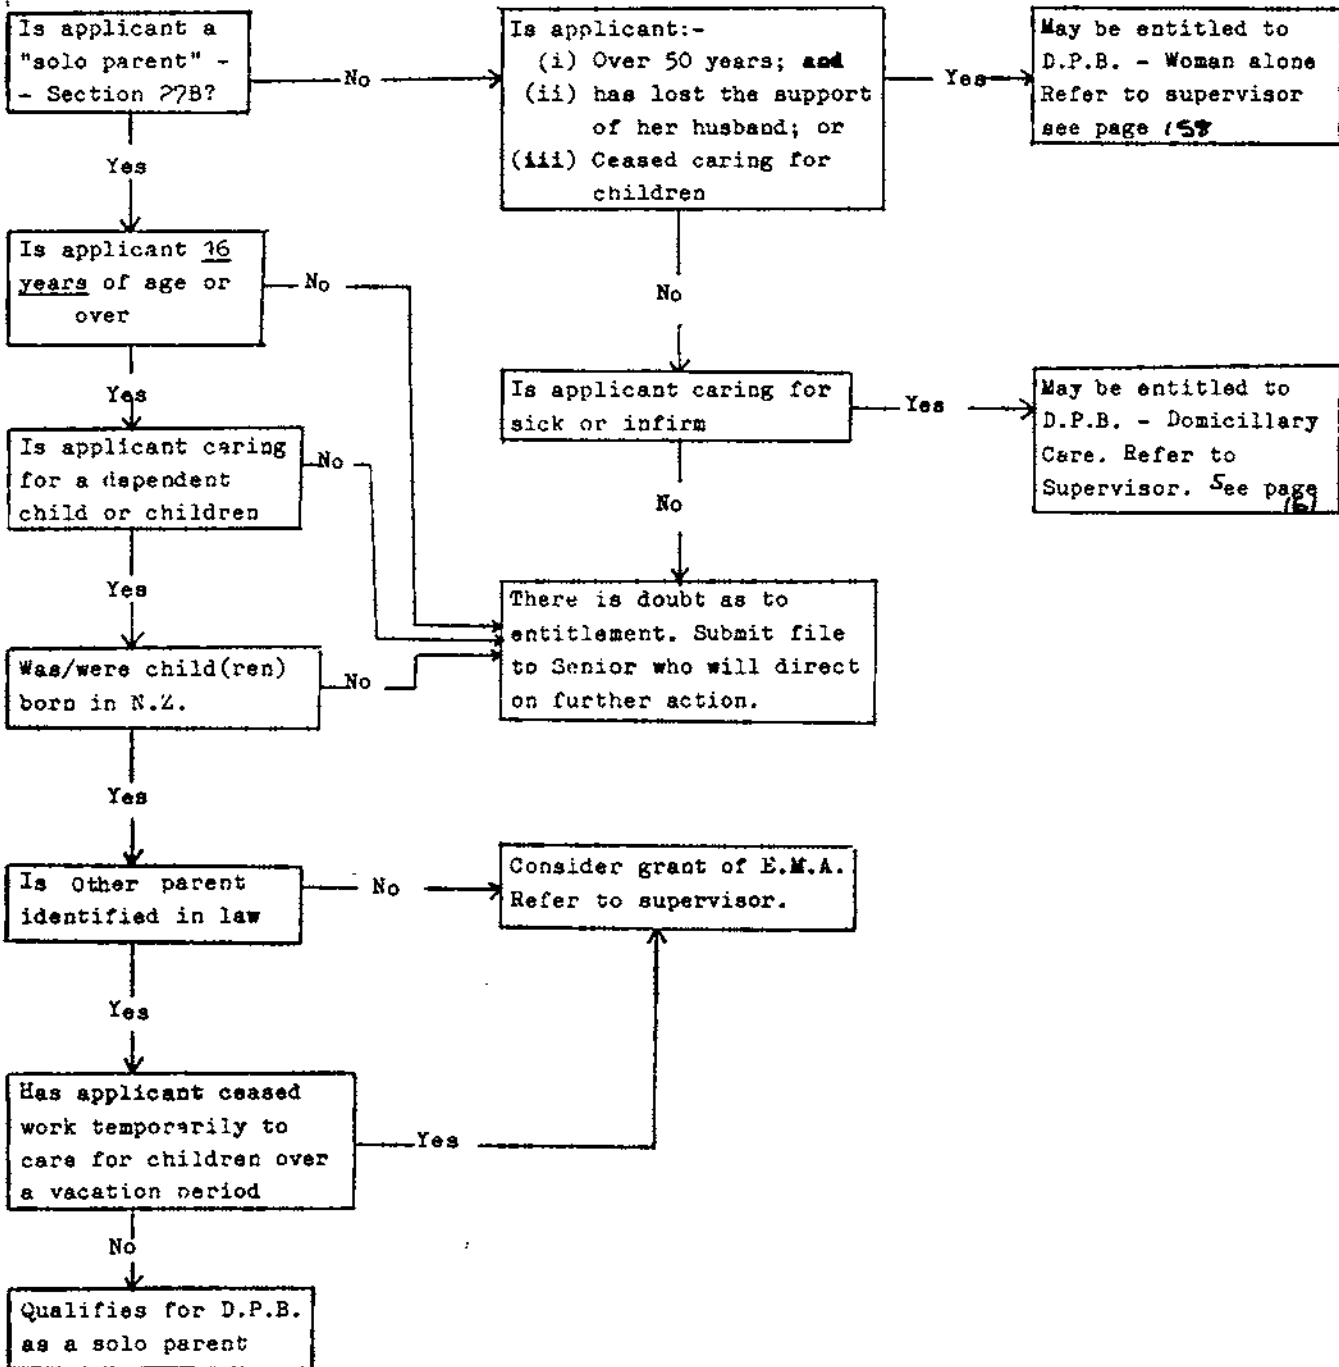 Is applicant a
"solo parent" -
- Section 27B?
No
Is applicant:-
(i) Over 50 years; and
(ii) has lost the support
of her husband; or
(iii) Ceased caring for
children
Yes
May be entitled to
D.P.B. - Woman alone
Refer to supervisor
see page 158
Yes
Is applicant 16
years of age or
over
No
No
Yes
Is applicant caring for
sick or infirm
Yes
May be entitled to
D.P.B. - Domicillary
Care. Refer to
Supervisor. See page
161
Is applicant caring
for a dependent
child or children
No
No
Yes
There is doubt as to
entitlement. Submit file
to Senior who will direct
on further action.
Was/were child(ren)
born in N.Z.
No
Yes
Is Other parent
identified in law
No
Consider grant of E.M.A.
Refer to supervisor.
Yes
Has applicant ceased
work temporarily to
care for children over
a vacation period
Yes
No
Qualifies for D.P.B.
as a solo parent